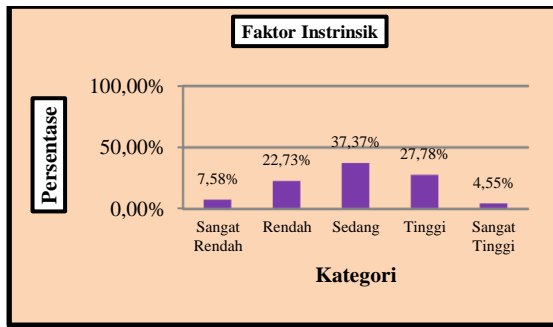 Faktor Instrinsik
Persentase
100,00%
50,00%
0,00%
7,58%
22,73%
37,37%
27,78%
4,55%
Sangat
Rendah
Rendah
Sedang
Tinggi
Sangat
Tinggi
Kategori